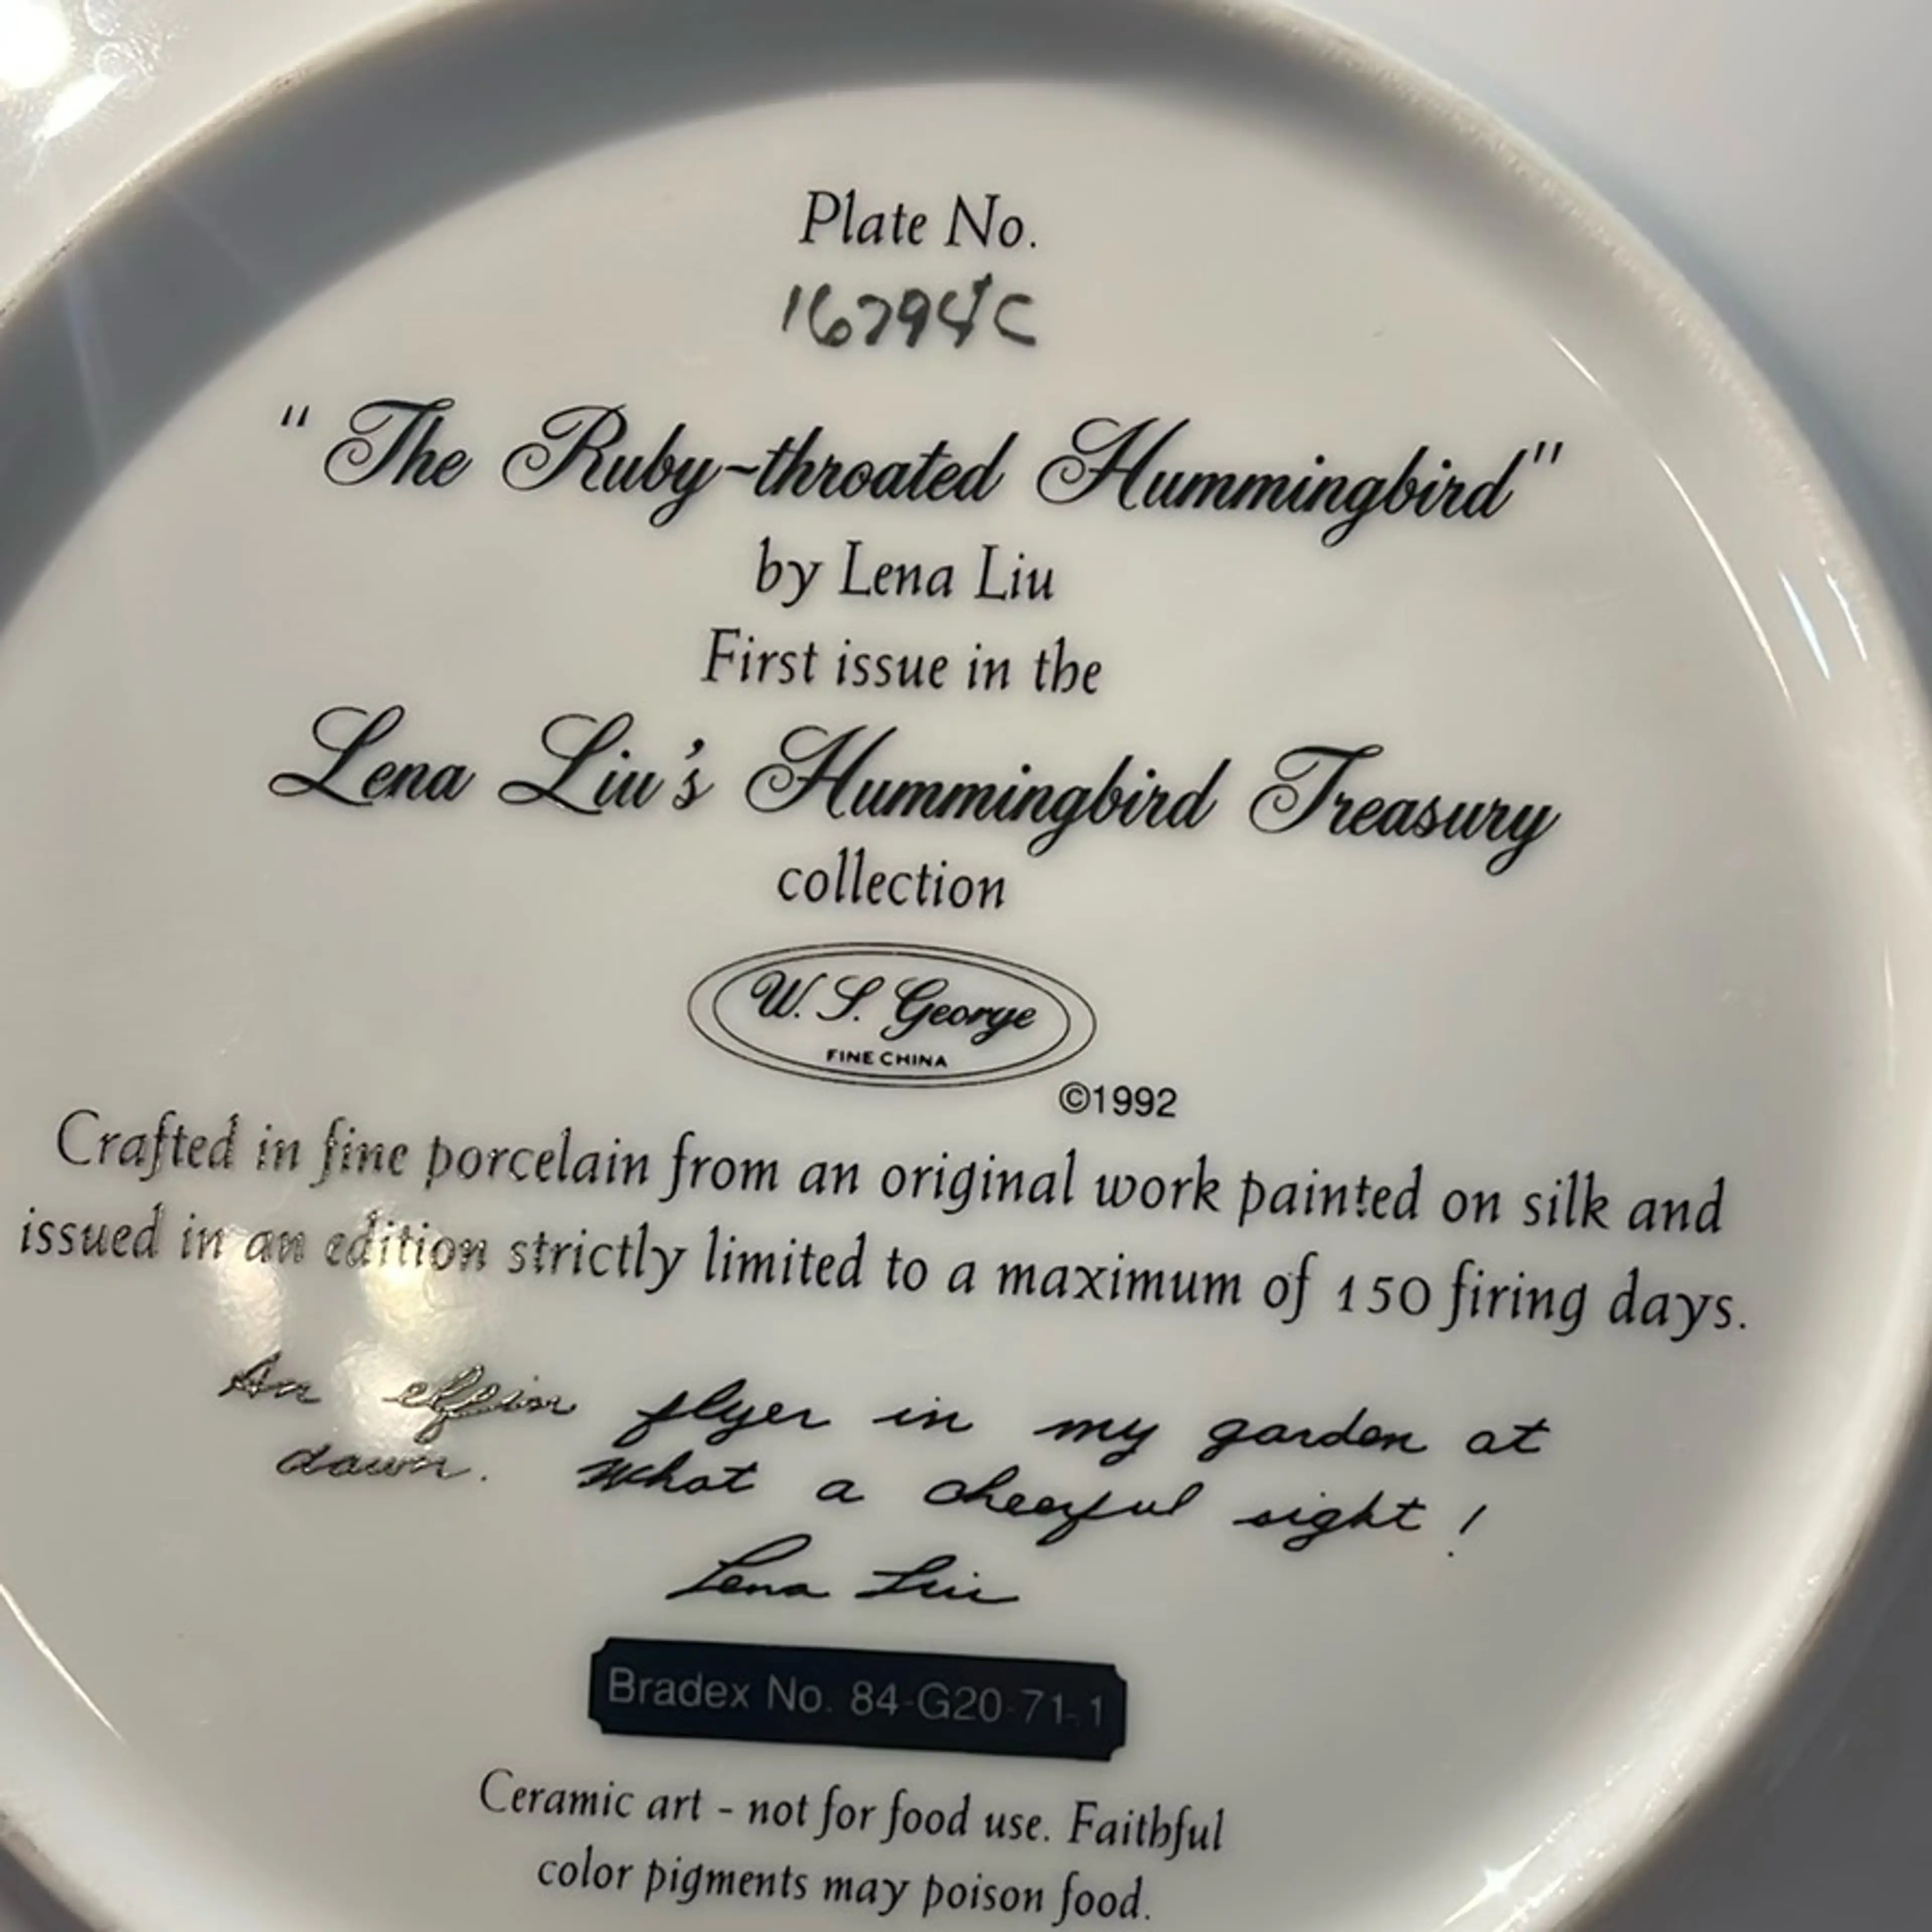 Plate No.
16794C
"The Ruby-throated Hummingbird"
by Lena Liu
First issue in the
Lena Liu's Hummingbird Treasury
collection
W. S. George
FINE CHINA
©1992
Crafted in fine porcelain from an original work painted on silk and
issued in an edition strictly limited to a maximum of 150 firing days.
An elfin flyer in my garden at
dawn. What a cheerful sight!
Lena Liu
Bradex No. 84-G20-71.1
Ceramic art - not for food use. Faithful
color pigments may poison food.